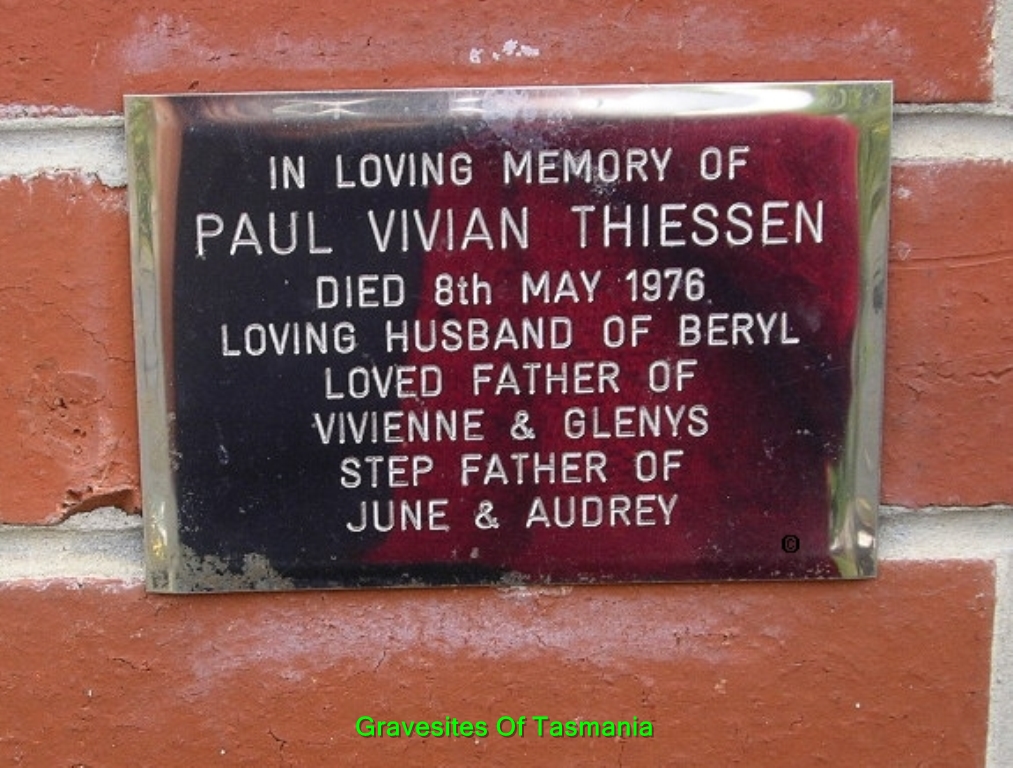 IN LOVING MEMORY OF
PAUL VIVIAN THIESSEN
DIED 8th MAY 1976
LOVING HUSBAND OF BERYL
LOVED FATHER OF
VIVIENNE & GLENYS
STEP FATHER OF
JUNE & AUDREY
©
Gravesites Of Tasmania